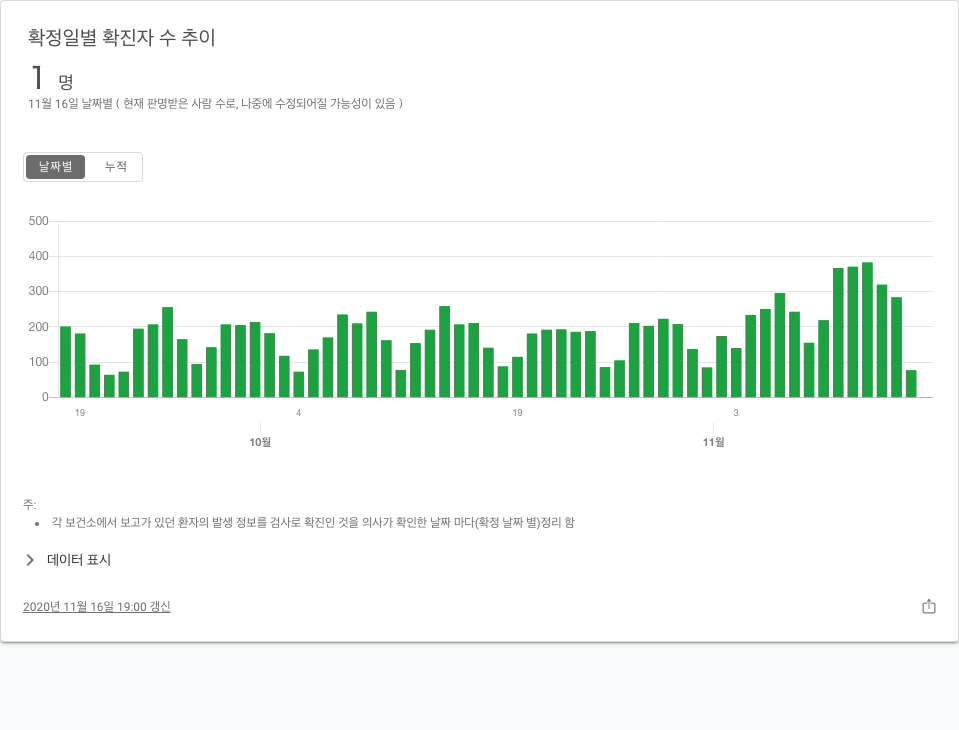 확정일별 확진자 수 추이
1 명
11월 16일 날짜별 ( 현재 판명받은 사람 수로, 나중에 수정되어질 가능성이 있음 )
날짜별 누적
500
400
300
200
100
0
19 4 19 3
10월 11월
주:
• 각 보건소에서 보고가 있던 환자의 발생 정보를 검사로 확진인 것을 의사가 확인한 날짜 마다(확정 날짜 별)정리 함
데이터 표시
2020년 11월 16일 19:00 갱신